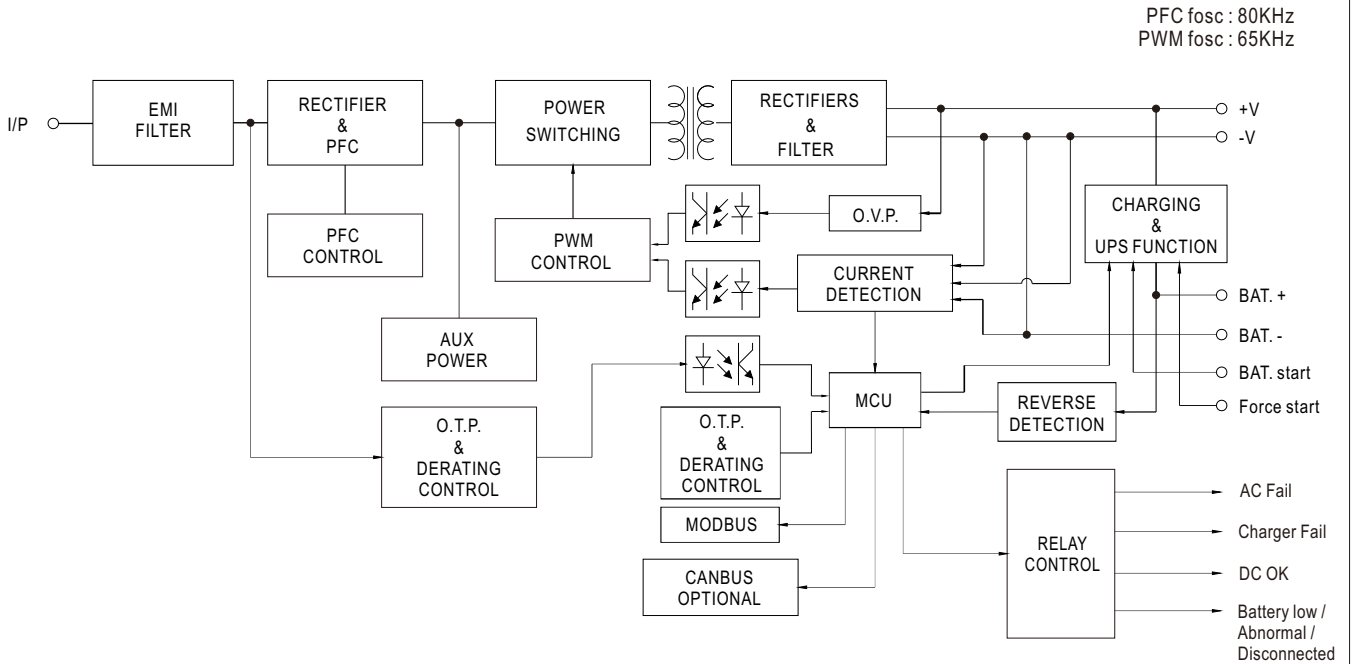 PFC fosc : 80KHz
PWM fosc : 65KHz
I/P
EMI
FILTER
RECTIFIER
&
PFC
POWER
SWITCHING
RECTIFIERS
&
FILTER
+V
-V
PFC
CONTROL
PWM
CONTROL
O.V.P.
CHARGING
&
UPS FUNCTION
CURRENT
DETECTION
BAT. +
BAT. -
BAT. start
Force start
AUX
POWER
MCU
REVERSE
DETECTION
O.T.P.
&
DERATING
CONTROL
O.T.P.
&
DERATING
CONTROL
MODBUS
CANBUS
OPTIONAL
RELAY
CONTROL
AC Fail
Charger Fail
DC OK
Battery low /
Abnormal /
Disconnected